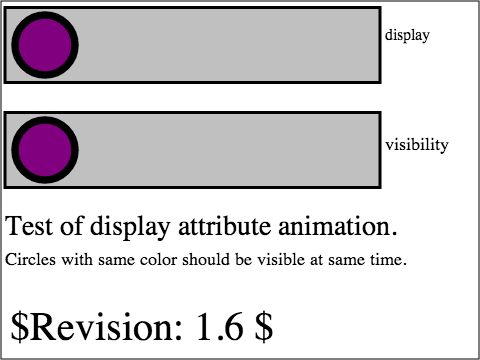 display
visibility
Test of display attribute animation.
Circles with same color should be visible at same time.
$Revision: 1.6 $